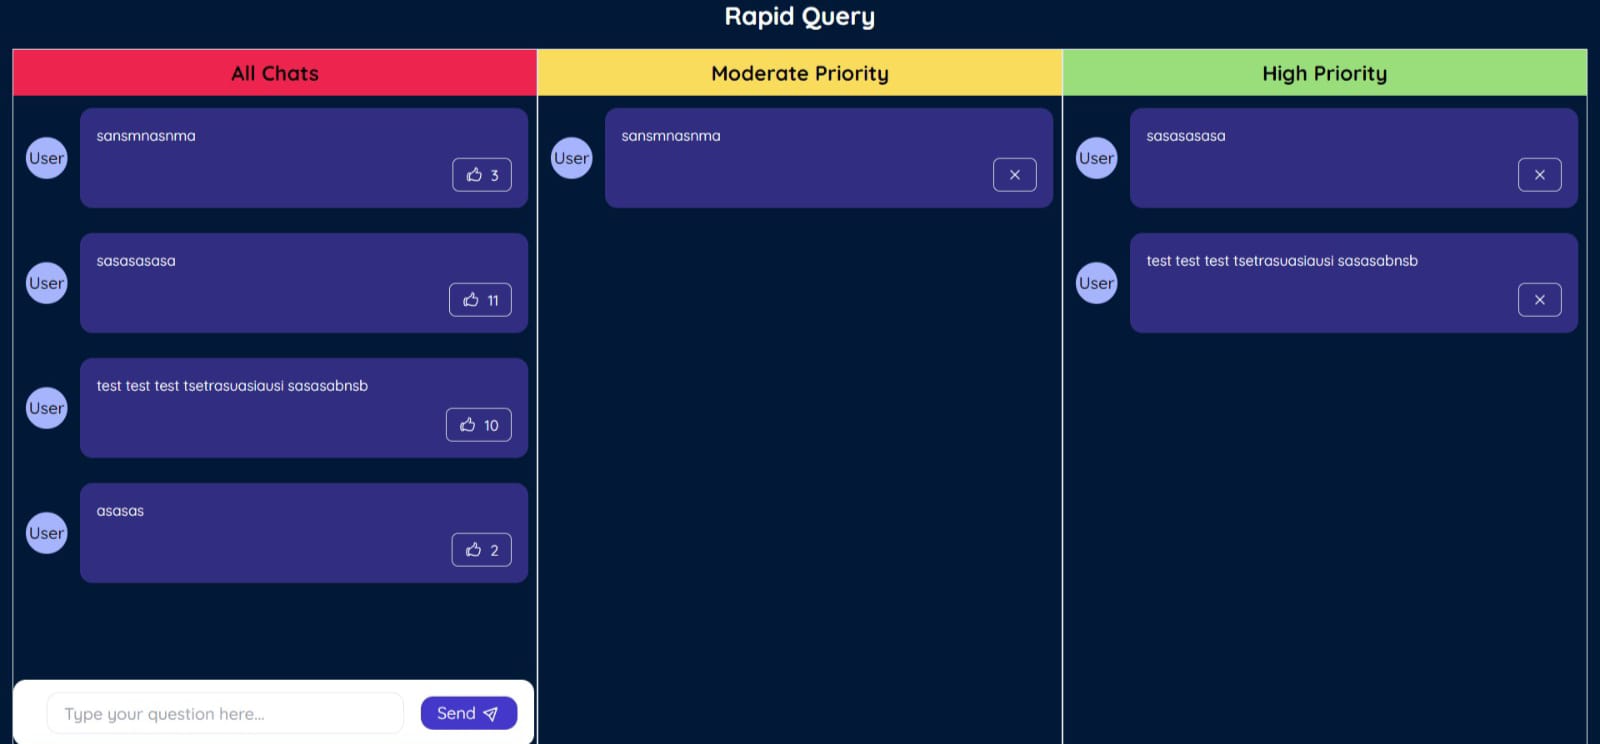 Rapid Query
All Chats
User
sansmnasnma
3
User
sasasasasa
11
User
test test test tsetrasuasiausi sasasabnsb
10
User
asasas
2
Type your question here...
Send
Moderate Priority
User
sansmnasnma
High Priority
User
sasasasasa
User
test test test tsetrasuasiausi sasasabnsb